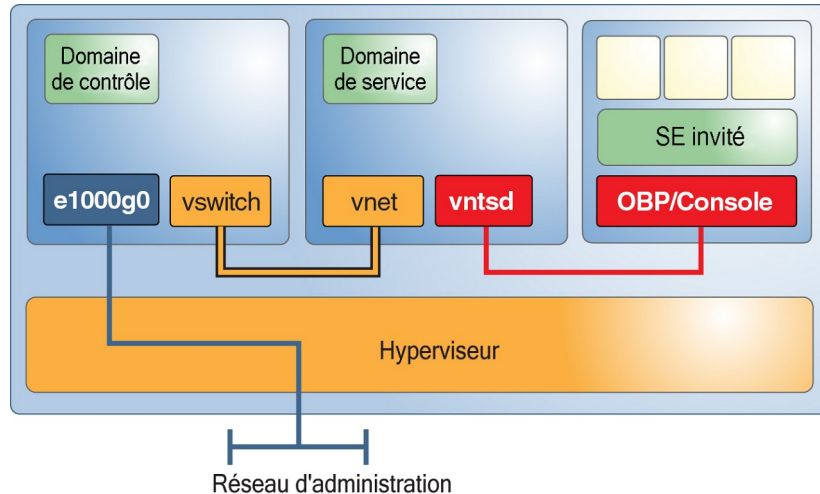 Domaine
de contrôle
Domaine
de service
SE invité
e1000g0
vswitch
vnet
vntsd
OBP/Console
Hyperviseur
Réseau d'administration